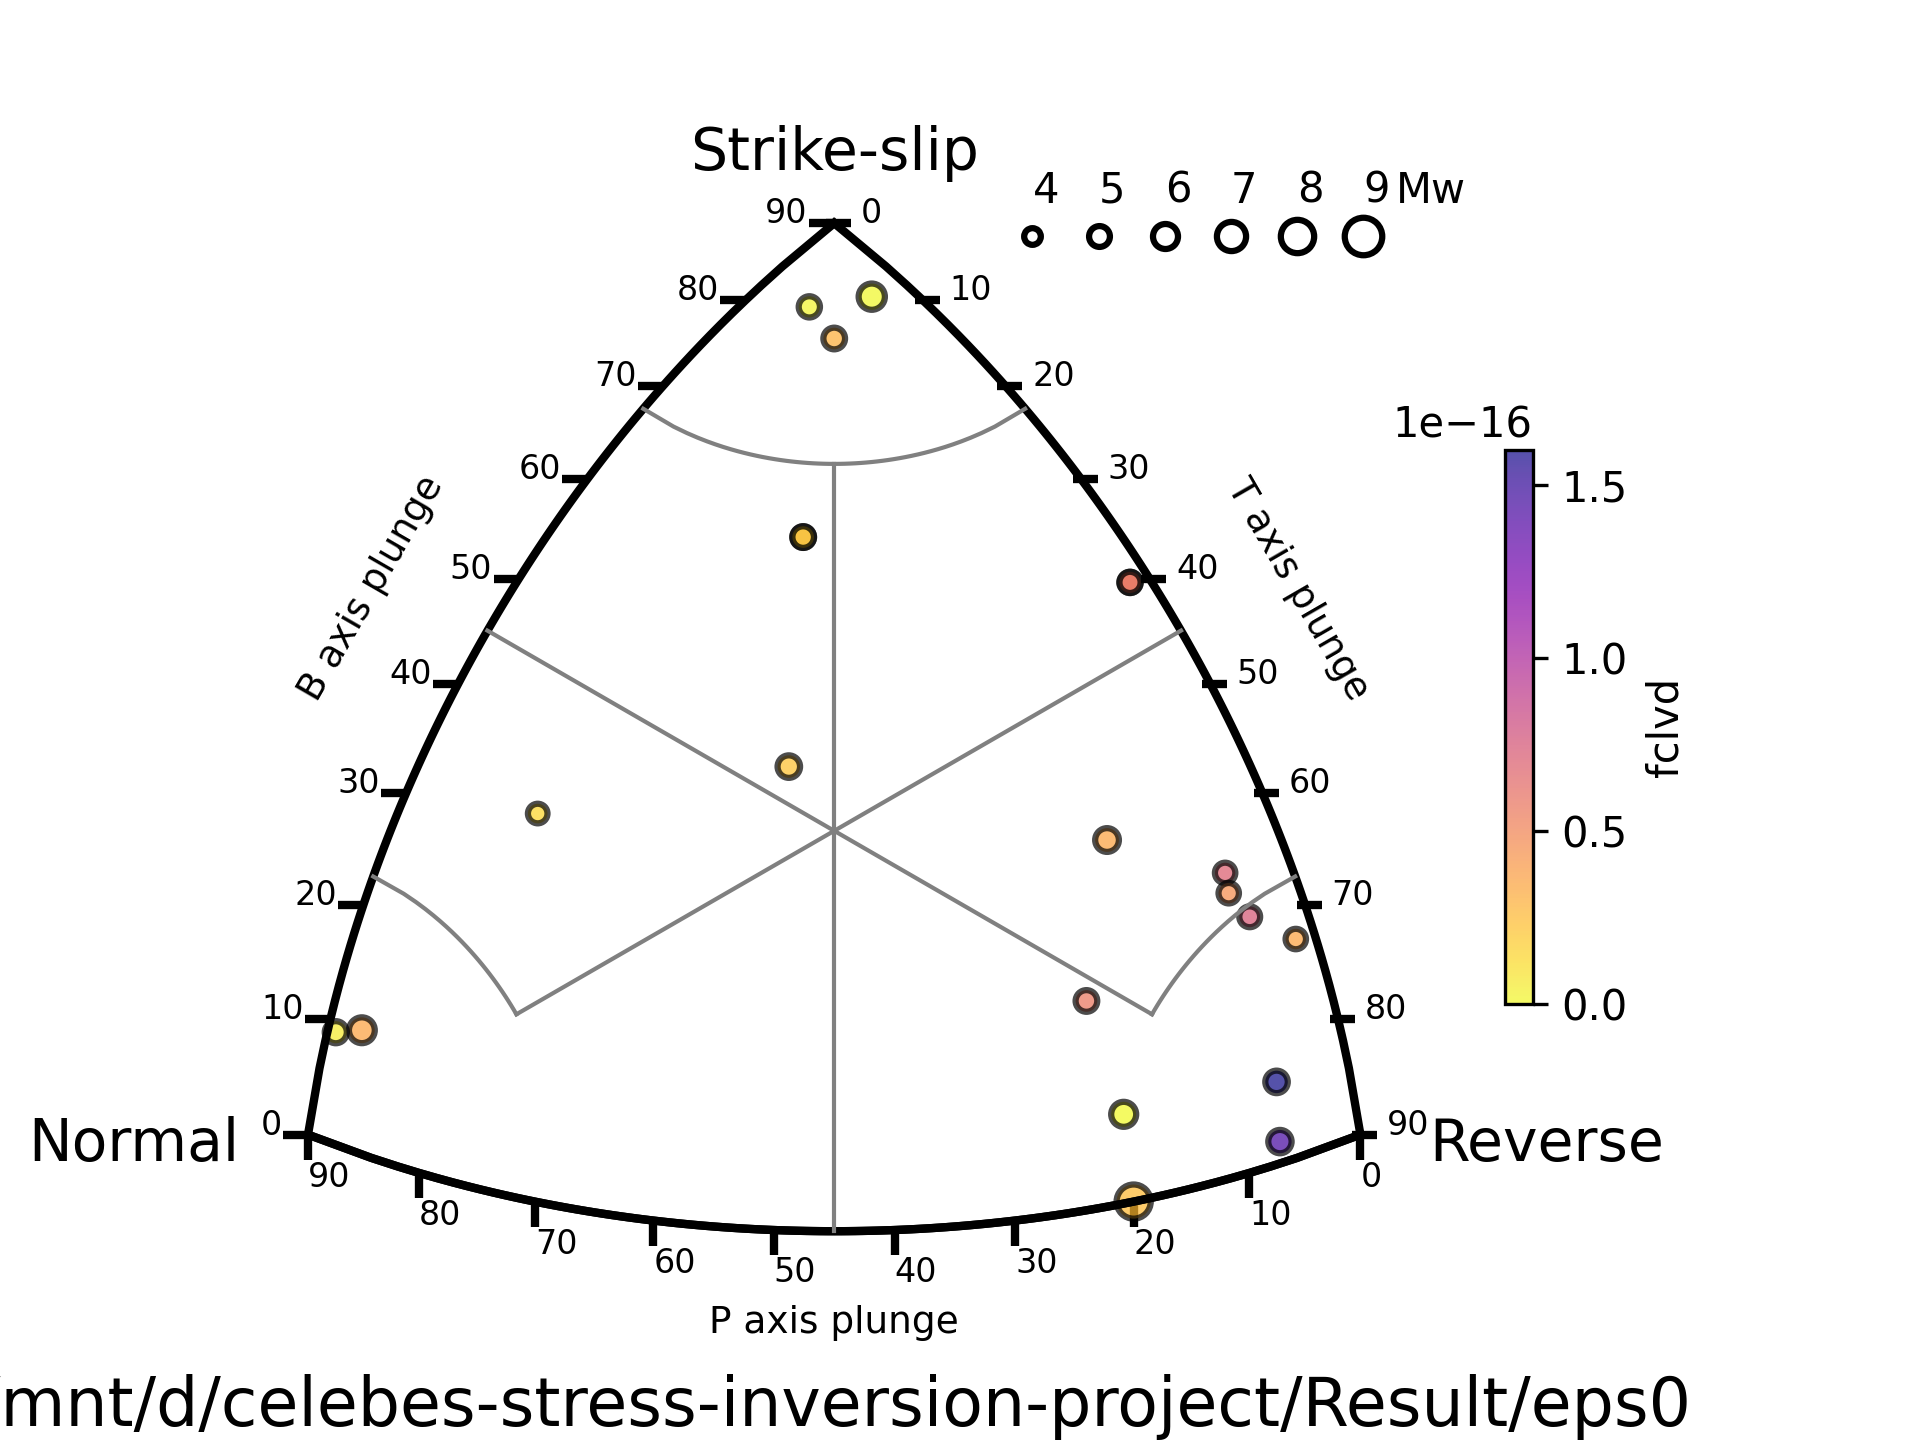 Strike-slip
4 5 6 7 8 9 Mw
90 0
80 10
70 20
1e−16
60 30
1.5
B axis plunge
T axis plunge
50 40
40 50
1.0
fclvd
30 60
0.5
20 70
10 80
0.0
Normal 0
90 Reverse
90 80 70 60 50 40 30 20 10 0
P axis plunge
mnt/d/celebes-stress-inversion-project/Result/eps0